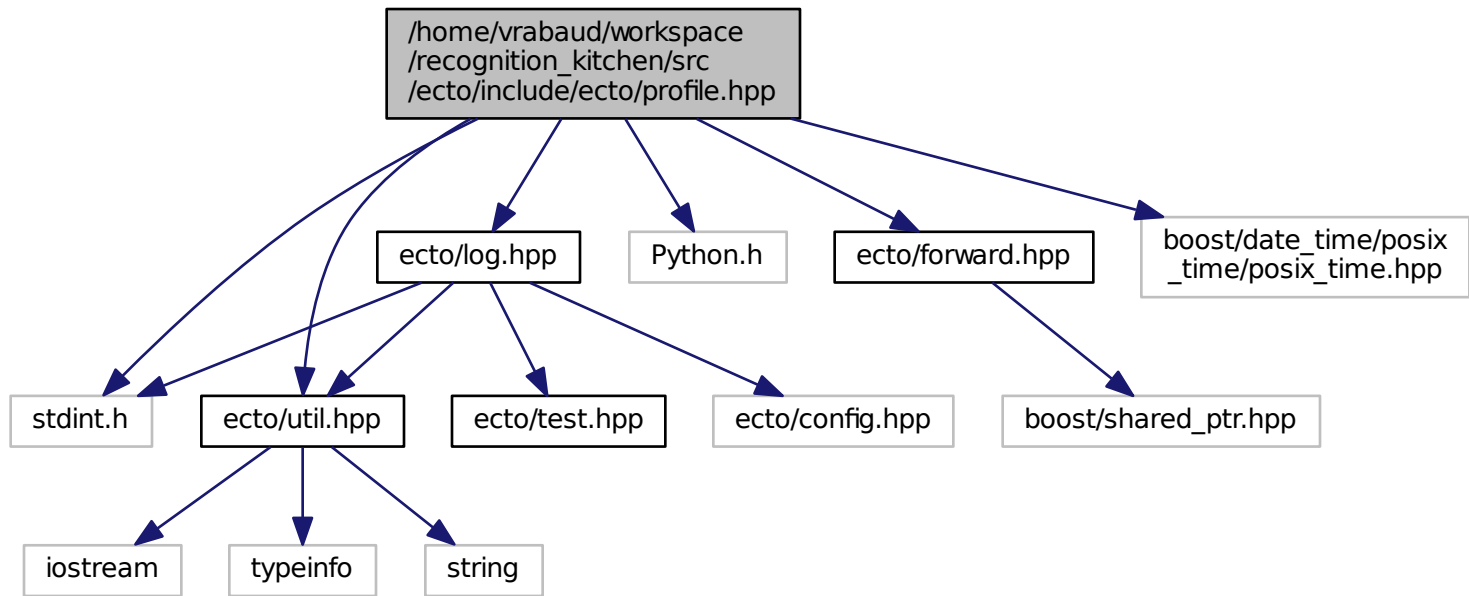 /home/vrabaud/workspace
/recognition_kitchen/src
/ecto/include/ecto/profile.hpp
ecto/log.hpp
Python.h
ecto/forward.hpp
boost/date_time/posix
_time/posix_time.hpp
stdint.h
ecto/util.hpp
ecto/test.hpp
ecto/config.hpp
boost/shared_ptr.hpp
iostream
typeinfo
string